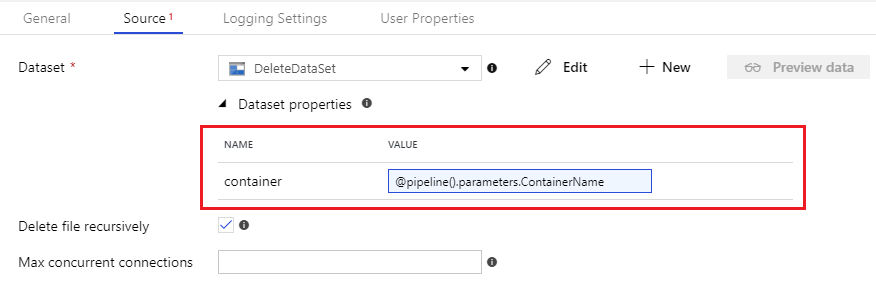 General Source 1 Logging Settings User Properties
Dataset * DeleteDataSet Edit New Preview data
Dataset properties
NAME VALUE
container @pipeline().parameters.ContainerName
Delete file recursively
Max concurrent connections